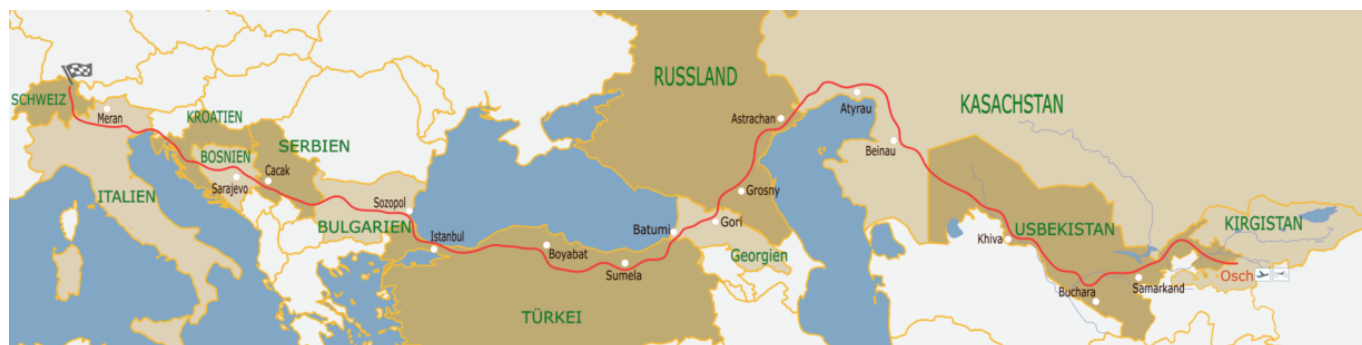 SCHWEIZ
Meran
KROATIEN
BOSNIEN
SERBIEN
Cacak
Sarajevo
ITALIEN
Sozopol
BULGARIEN
Istanbul
Boyabat
Sumela
TÜRKEI
Batumi
Gori
Georgien
Grosny
RUSSLAND
Astrachan
Atyrau
Beinau
KASACHSTAN
Khiva
USBEKISTAN
Buchara
Samarkand
KIRGISTAN
Osch